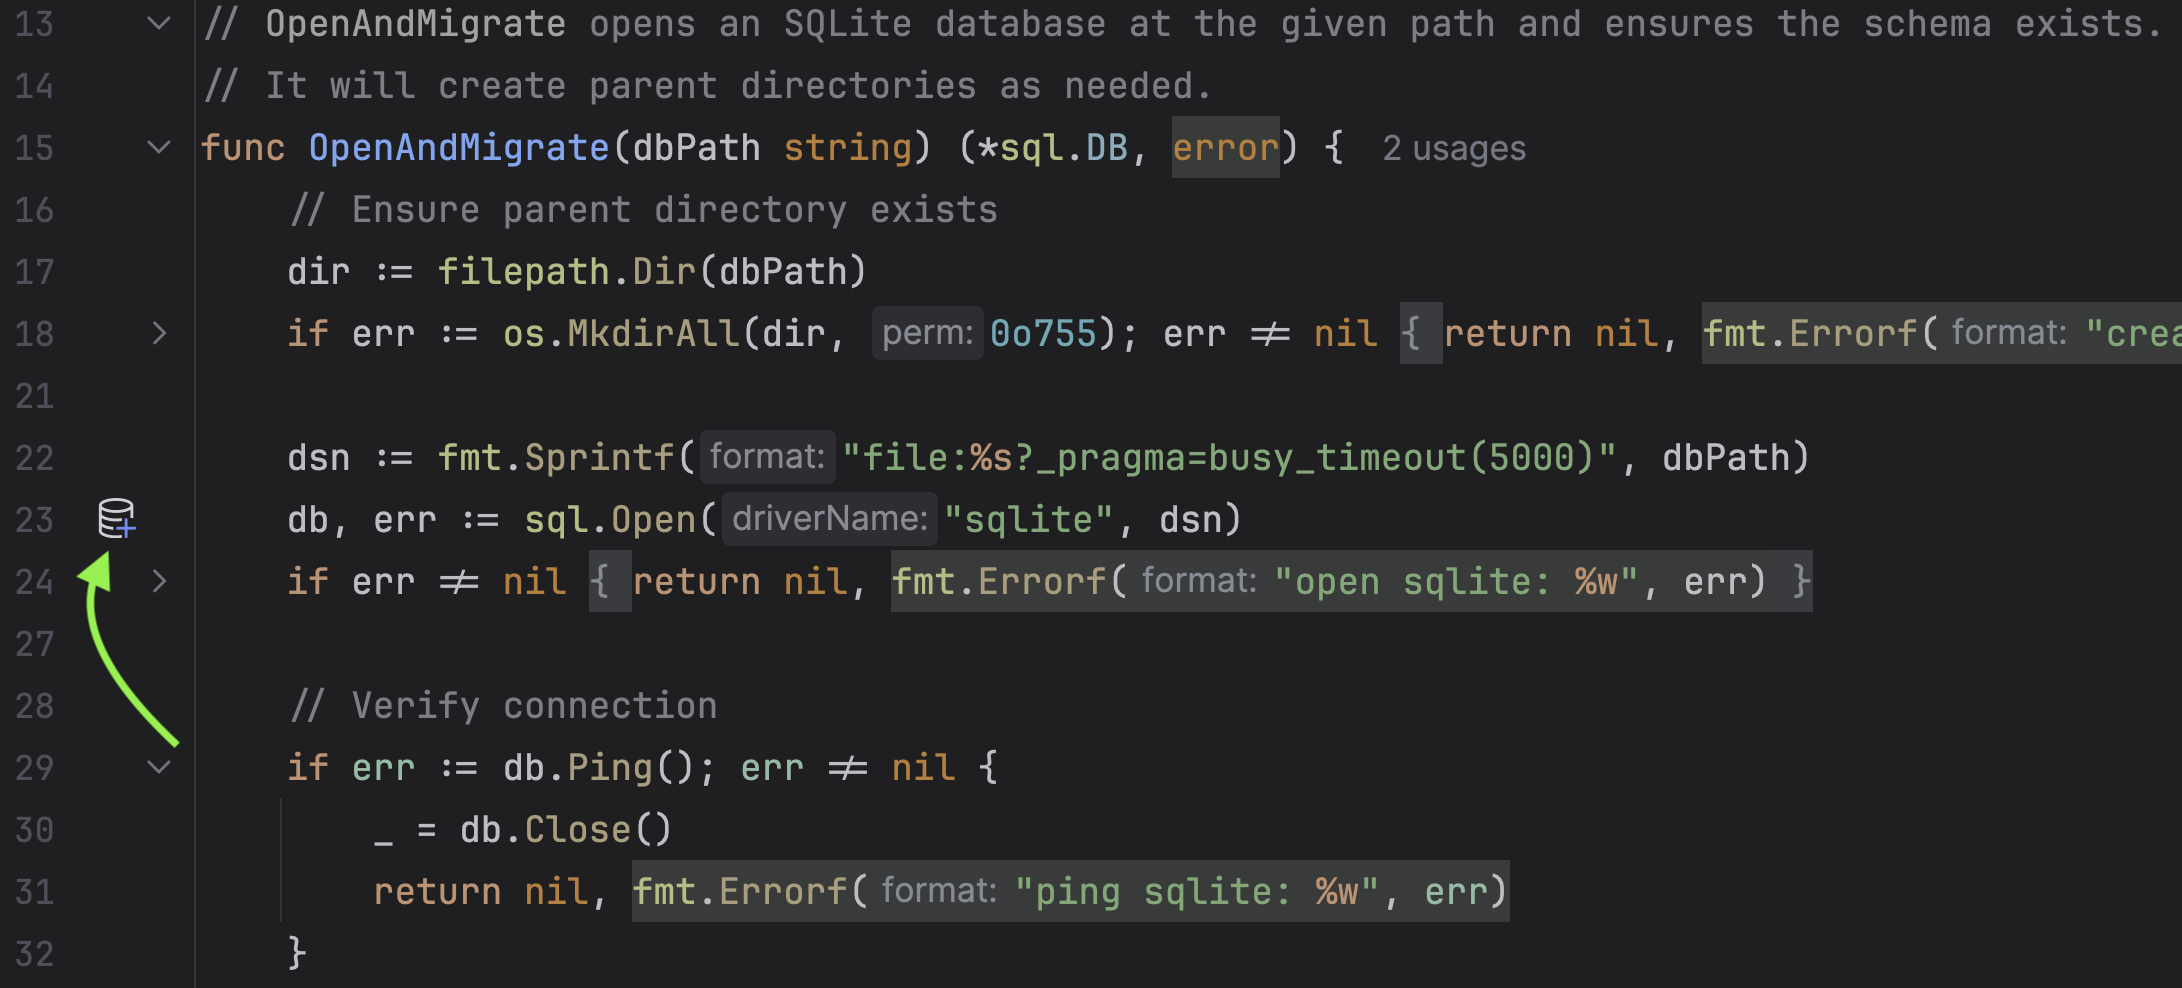 13 // OpenAndMigrate opens an SQLite database at the given path and ensures the schema exists.
14 // It will create parent directories as needed.
15 func OpenAndMigrate(dbPath string) (*sql.DB, error) { 2 usages
16 // Ensure parent directory exists
17 dir := filepath.Dir(dbPath)
18 if err := os.MkdirAll(dir, perm: 0o755); err != nil { return nil, fmt.Errorf( format: "crea
21
22 dsn := fmt.Sprintf( format: "file:%s?_pragma=busy_timeout(5000)", dbPath)
23 db, err := sql.Open( driverName: "sqlite", dsn)
24 if err != nil { return nil, fmt.Errorf( format: "open sqlite: %w", err) }
27
28 // Verify connection
29 if err := db.Ping(); err != nil {
30 _ = db.Close()
31 return nil, fmt.Errorf( format: "ping sqlite: %w", err)
32 }